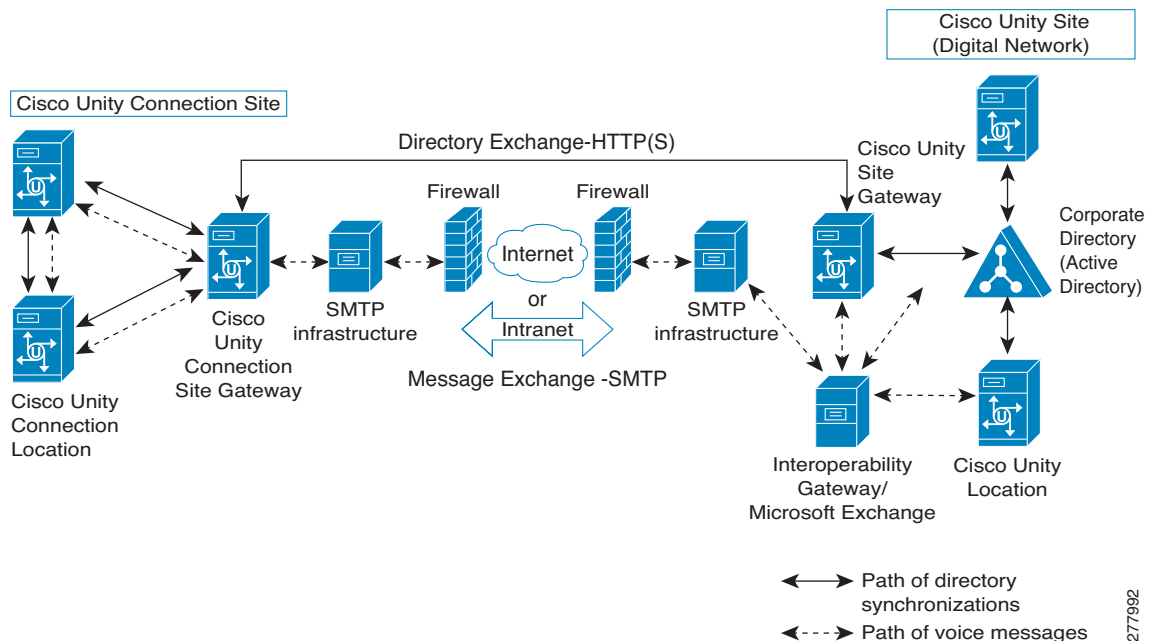 Cisco Unity Site
(Digital Network)
Cisco Unity Connection Site
Directory Exchange-HTTP(S)
Cisco Unity
Site
Gateway
Firewall
Firewall
Corporate
Directory
(Active
Directory)
Internet
or
Intranet
SMTP
infrastructure
SMTP
infrastructure
Cisco
Unity
Connection
Site Gateway
Message Exchange -SMTP
Cisco Unity
Connection
Location
Interoperability
Gateway/
Microsoft Exchange
Cisco Unity
Location
Path of directory
synchronizations
Path of voice messages
277992
U
U
U